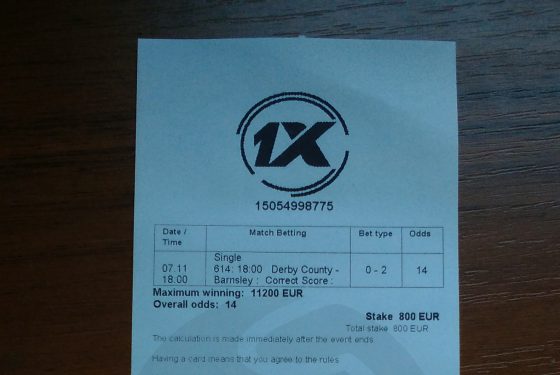 1X
15054998775
Date / Time Match Betting Bet type Odds
Single
07.11 614: 18:00 Derby County - 0 - 2 14
18:00 Barnsley : Correct Score :
Maximum winning: 11200 EUR
Overall odds: 14
Stake 800 EUR
Total stake 800 EUR
The calculation is made immediately after the event ends
Having a card means that you agree to the rules